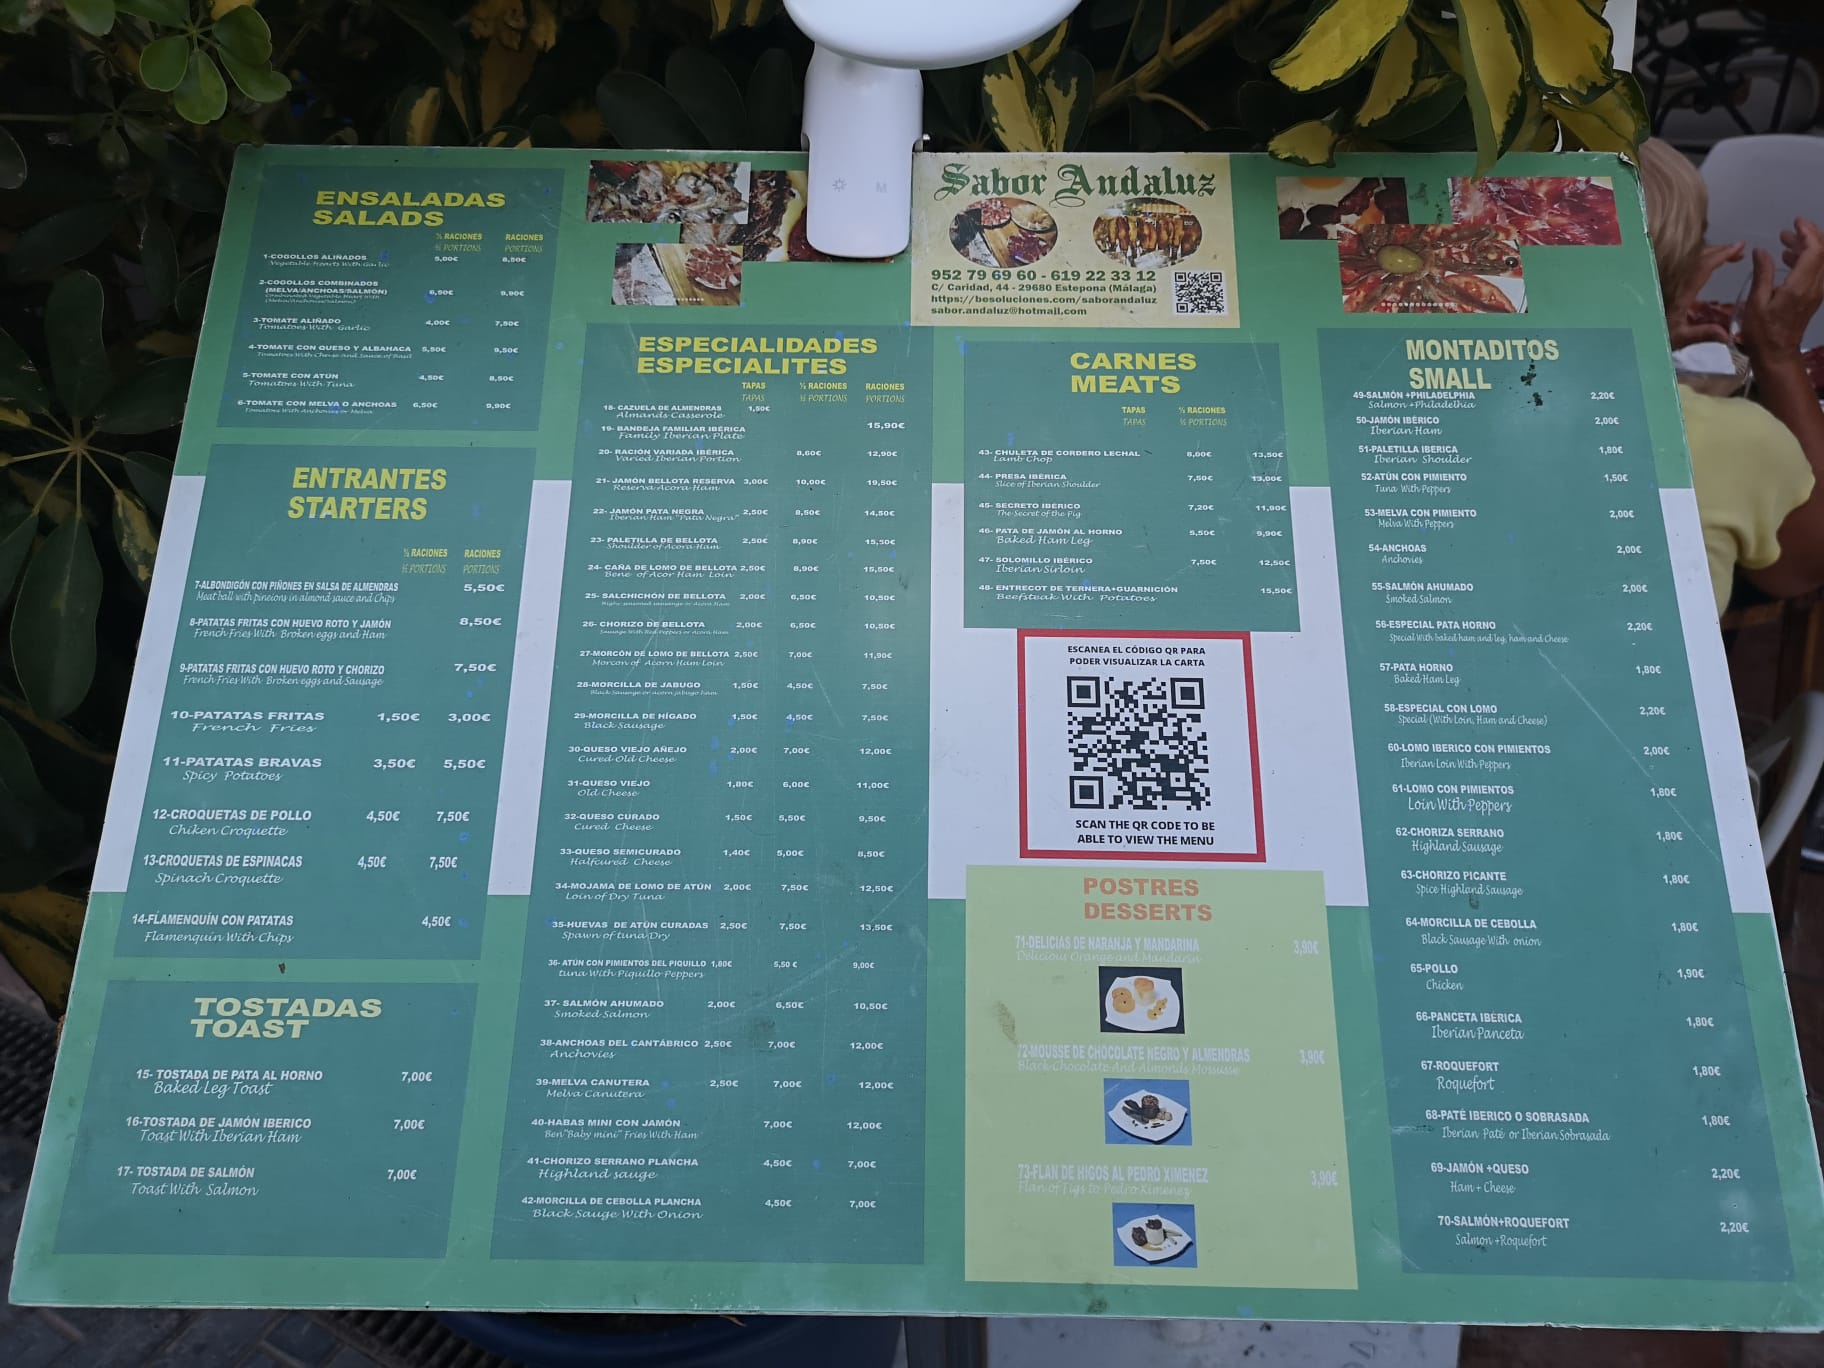 ENSALADAS
SALADS
½ RACIONES RACIONES
½ PORTIONS PORTIONS
1-COGOLLOS ALIÑADOS 5,00€ 8,50€
Vegetable Hearts With Garlic
2-COGOLLOS COMBINADOS
(MELVA/ANCHOAS/SALMÓN) 6,50€ 9,90€
Combinated Vegetable Heart with
(Melva/Anchouse/Salmon)
3-TOMATE ALIÑADO 4,00€ 7,50€
Tomatoes With Garlic
4-TOMATE CON QUESO Y ALBAHACA 5,50€ 9,50€
Tomatoes With Cheuse and Sauce of Basil
5-TOMATE CON ATÚN 4,50€ 8,50€
Tomatoes With Tuna
6-TOMATE CON MELVA O ANCHOAS 6,50€ 9,90€
Tomatoes With Anchovies or Melva
ENTRANTES
STARTERS
½ RACIONES RACIONES
½ PORTIONS PORTIONS
7-ALBONDIGÓN CON PIÑONES EN SALSA DE ALMENDRAS 5,50€
Meat ball with pineions in almond sauce and Chips
8-PATATAS FRITAS CON HUEVO ROTO Y JAMÓN 8,50€
French Fries With Broken eggs and Ham
9-PATATAS FRITAS CON HUEVO ROTO Y CHORIZO 7,50€
French Fries With Broken eggs and Sausage
10-PATATAS FRITAS 1,50€ 3,00€
French Fries
11-PATATAS BRAVAS 3,50€ 5,50€
Spicy Potatoes
12-CROQUETAS DE POLLO 4,50€ 7,50€
Chiken Croquette
13-CROQUETAS DE ESPINACAS 4,50€ 7,50€
Spinach Croquette
14-FLAMENQUÍN CON PATATAS 4,50€
Flamenquin With Chips
TOSTADAS
TOAST
15- TOSTADA DE PATA AL HORNO 7,00€
Baked Leg Toast
16-TOSTADA DE JAMÓN IBERICO 7,00€
Toast With Iberian Ham
17- TOSTADA DE SALMÓN 7,00€
Toast With Salmon
M
Sabor Andaluz
952 79 69 60 - 619 22 33 12
C/ Caridad, 44 - 29680 Estepona (Málaga)
https://besoluciones.com/saborandaluz
sabor.andaluz@hotmail.com
ESPECIALIDADES
ESPECIALITES
TAPAS ½ RACIONES RACIONES
TAPAS ½ PORTIONS PORTIONS
18- CAZUELA DE ALMENDRAS 1,50€
Almands Casserole
19- BANDEJA FAMILIAR IBÉRICA 15,90€
Family Iberian Plate
20- RACIÓN VARIADA IBÉRICA 8,60€ 12,90€
Varied Iberian Portion
21- JAMÓN BELLOTA RESERVA 3,00€ 10,00€ 19,50€
Reserva Acora Ham
22- JAMÓN PATA NEGRA 2,50€ 8,50€ 14,50€
Iberian Ham "Pata Negra"
23- PALETILLA DE BELLOTA 2,50€ 8,90€ 15,50€
Shoulder of Acora Ham
24- CAÑA DE LOMO DE BELLOTA 2,50€ 8,90€ 15,50€
Bene of Acor Ham Loin
25- SALCHICHÓN DE BELLOTA 2,00€ 6,50€ 10,50€
Highy seasoned sausange or Acora Ham
26- CHORIZO DE BELLOTA 2,00€ 6,50€ 10,50€
Sausage With Red Peppers or Acora Ham
27-MORCÓN DE LOMO DE BELLOTA 2,50€ 7,00€ 11,90€
Morcon of Acorn Ham Loin
28-MORCILLA DE JABUGO 1,50€ 4,50€ 7,50€
Black Sausage or acorn jabugo ham
29-MORCILLA DE HÍGADO 1,50€ 4,50€ 7,50€
Black Sausage
30-QUESO VIEJO AÑEJO 2,00€ 7,00€ 12,00€
Cured Old Cheese
31-QUESO VIEJO 1,80€ 6,00€ 11,00€
Old Cheese
32-QUESO CURADO 1,50€ 5,50€ 9,50€
Cured Cheese
33-QUESO SEMICURADO 1,40€ 5,00€ 8,50€
Halfcured Cheese
34-MOJAMA DE LOMO DE ATÚN 2,00€ 7,50€ 12,50€
Loin of Dry Tuna
35-HUEVAS DE ATÚN CURADAS 2,50€ 7,50€ 13,50€
Spawn of tuna Dry
36- ATÚN CON PIMIENTOS DEL PIQUILLO 1,80€ 5,50 € 9,00€
tuna With Piquillo Peppers
37- SALMÓN AHUMADO 2,00€ 6,50€ 10,50€
Smoked Salmon
38-ANCHOAS DEL CANTÁBRICO 2,50€ 7,00€ 12,00€
Anchovies
39-MELVA CANUTERA 2,50€ 7,00€ 12,00€
Melva Canutera
40-HABAS MINI CON JAMÓN 7,00€ 12,00€
Ben"Baby mini" Fries With Ham
41-CHORIZO SERRANO PLANCHA 4,50€ 7,00€
Highland sauge
42-MORCILLA DE CEBOLLA PLANCHA 4,50€ 7,00€
Black Sauge With Onion
CARNES
MEATS
TAPAS ½ RACIONES
TAPAS ½ PORTIONS
43- CHULETA DE CORDERO LECHAL 8,00€ 13,50€
Lamb Chop
44- PRESA IBÉRICA 7,50€ 13,00€
Slice of Iberian Shoulder
45- SECRETO IBÉRICO 7,20€ 11,90€
The Secret of the Pig
46- PATA DE JAMÓN AL HORNO 5,50€ 9,90€
Baked Ham Leg
47- SOLOMILLO IBÉRICO 7,50€ 12,50€
Iberian Sirloin
48- ENTRECOT DE TERNERA+GUARNICIÓN 15,50€
Beefsteak With Potatoes
ESCANEA EL CÓDIGO QR PARA
PODER VISUALIZAR LA CARTA
SCAN THE QR CODE TO BE
ABLE TO VIEW THE MENU
POSTRES
DESSERTS
71-DELICIAS DE NARANJA Y MANDARINA 3,90€
Delicious Orange and Mandarin
72-MOUSSE DE CHOCOLATE NEGRO Y ALMENDRAS 3,90€
Black Chocolate And Almonds Mossusse
73-FLAN DE HIGOS AL PEDRO XIMENEZ 3,90€
Flan of Figs to Pedro Ximenez
MONTADITOS
SMALL
49-SALMÓN +PHILADELPHIA 2,20€
Salmon +Philadelhia
50-JAMÓN IBÉRICO 2,00€
Iberian Ham
51-PALETILLA IBERICA 1,80€
Iberian Shoulder
52-ATÚN CON PIMIENTO 1,50€
Tuna With Peppers
53-MELVA CON PIMIENTO 2,00€
Melva With Peppers
54-ANCHOAS 2,00€
Anchovies
55-SALMÓN AHUMADO 2,00€
Smoked Salmon
56-ESPECIAL PATA HORNO 2,20€
Special With baked ham and leg, ham and Cheese
57-PATA HORNO 1,80€
Baked Ham Leg
58-ESPECIAL CON LOMO 2,20€
Special (With Loin, Ham and Cheese)
60-LOMO IBERICO CON PIMIENTOS 2,00€
Iberian Loin With Peppers
61-LOMO CON PIMIENTOS 1,80€
Loin With Peppers
62-CHORIZA SERRANO 1,80€
Highland Sausage
63-CHORIZO PICANTE 1,80€
Spice Highland Sausage
64-MORCILLA DE CEBOLLA 1,80€
Black Sausage With onion
65-POLLO 1,90€
Chicken
66-PANCETA IBÉRICA 1,80€
Iberian Panceta
67-ROQUEFORT 1,80€
Roquefort
68-PATÉ IBERICO O SOBRASADA 1,80€
Iberian Paté or Iberian Sobrasada
69-JAMÓN +QUESO 2,20€
Ham + Cheese
70-SALMÓN+ROQUEFORT 2,20€
Salmon +Roquefort